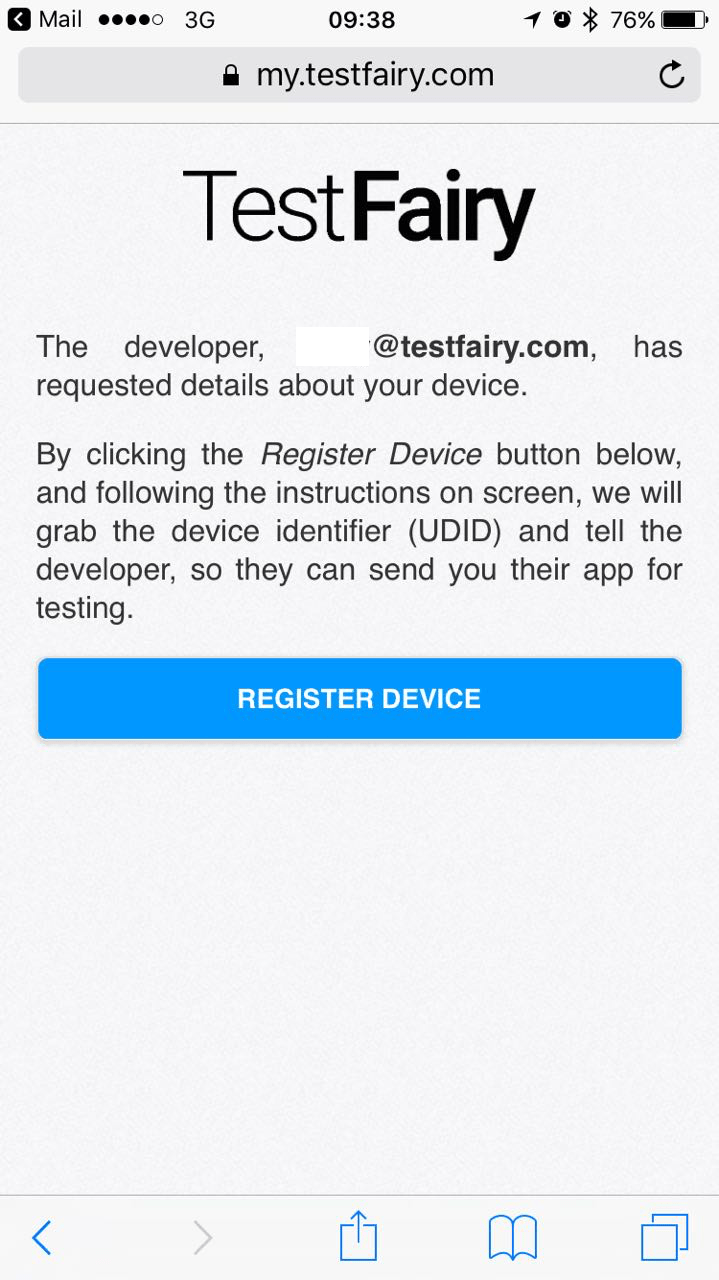 Mail 3G 09:38 76%
my.testfairy.com
TestFairy
The developer, @testfairy.com, has
requested details about your device.
By clicking the Register Device button below,
and following the instructions on screen, we will
grab the device identifier (UDID) and tell the
developer, so they can send you their app for
testing.
REGISTER DEVICE